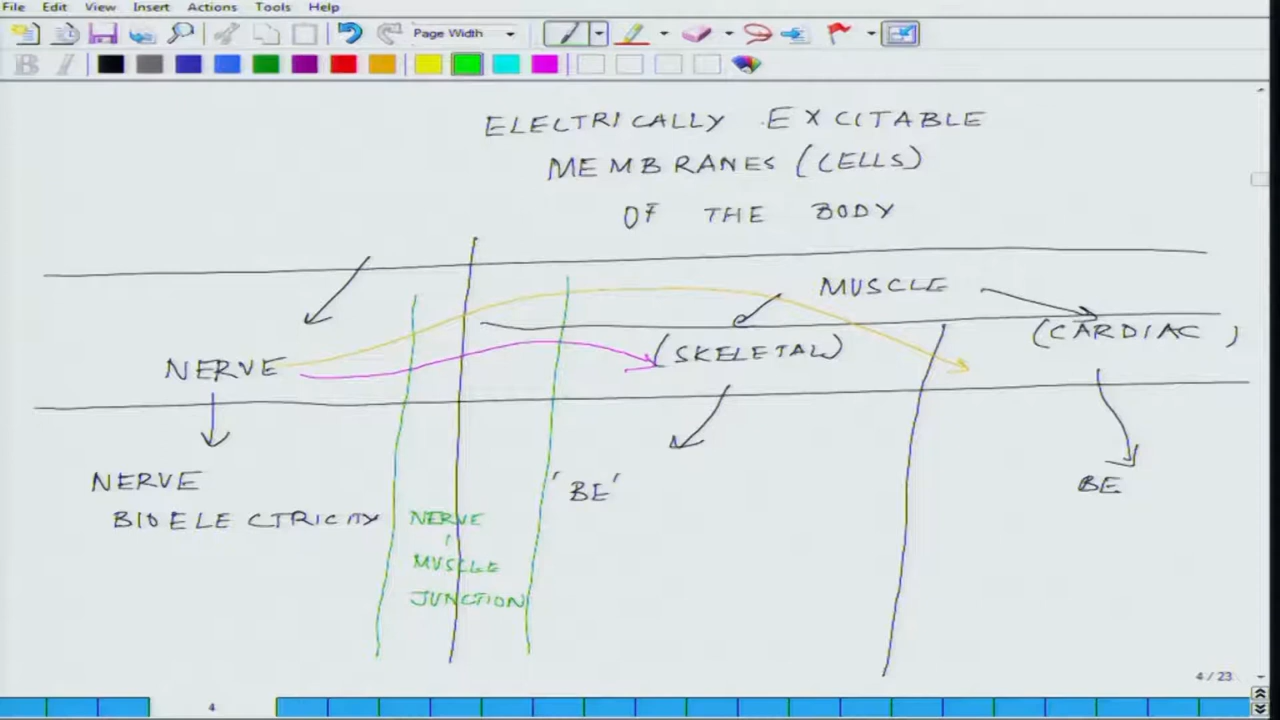 File Edit View Insert Actions Tools Help
Page Width
B I
ELECTRICALLY EXCITABLE
MEMBRANES (CELLS)
OF THE BODY
MUSCLE
NERVE
(SKELETAL)
(CARDIAC)
NERVE
BIOELECTRICITY
'BE'
BE
NERVE
MUSCLE
JUNCTION
4 / 23
4